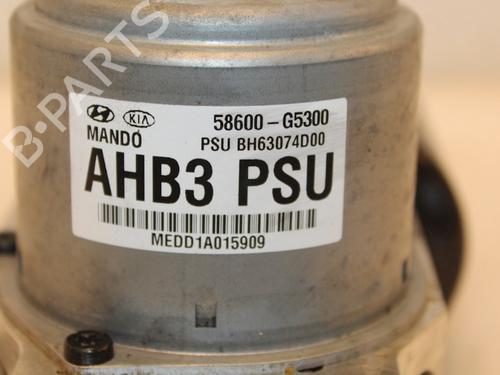 B-PARTS
KIA
MANDO
58600-G5300
PSU BH63074D00
AHB3 PSU
MEDD1A015909